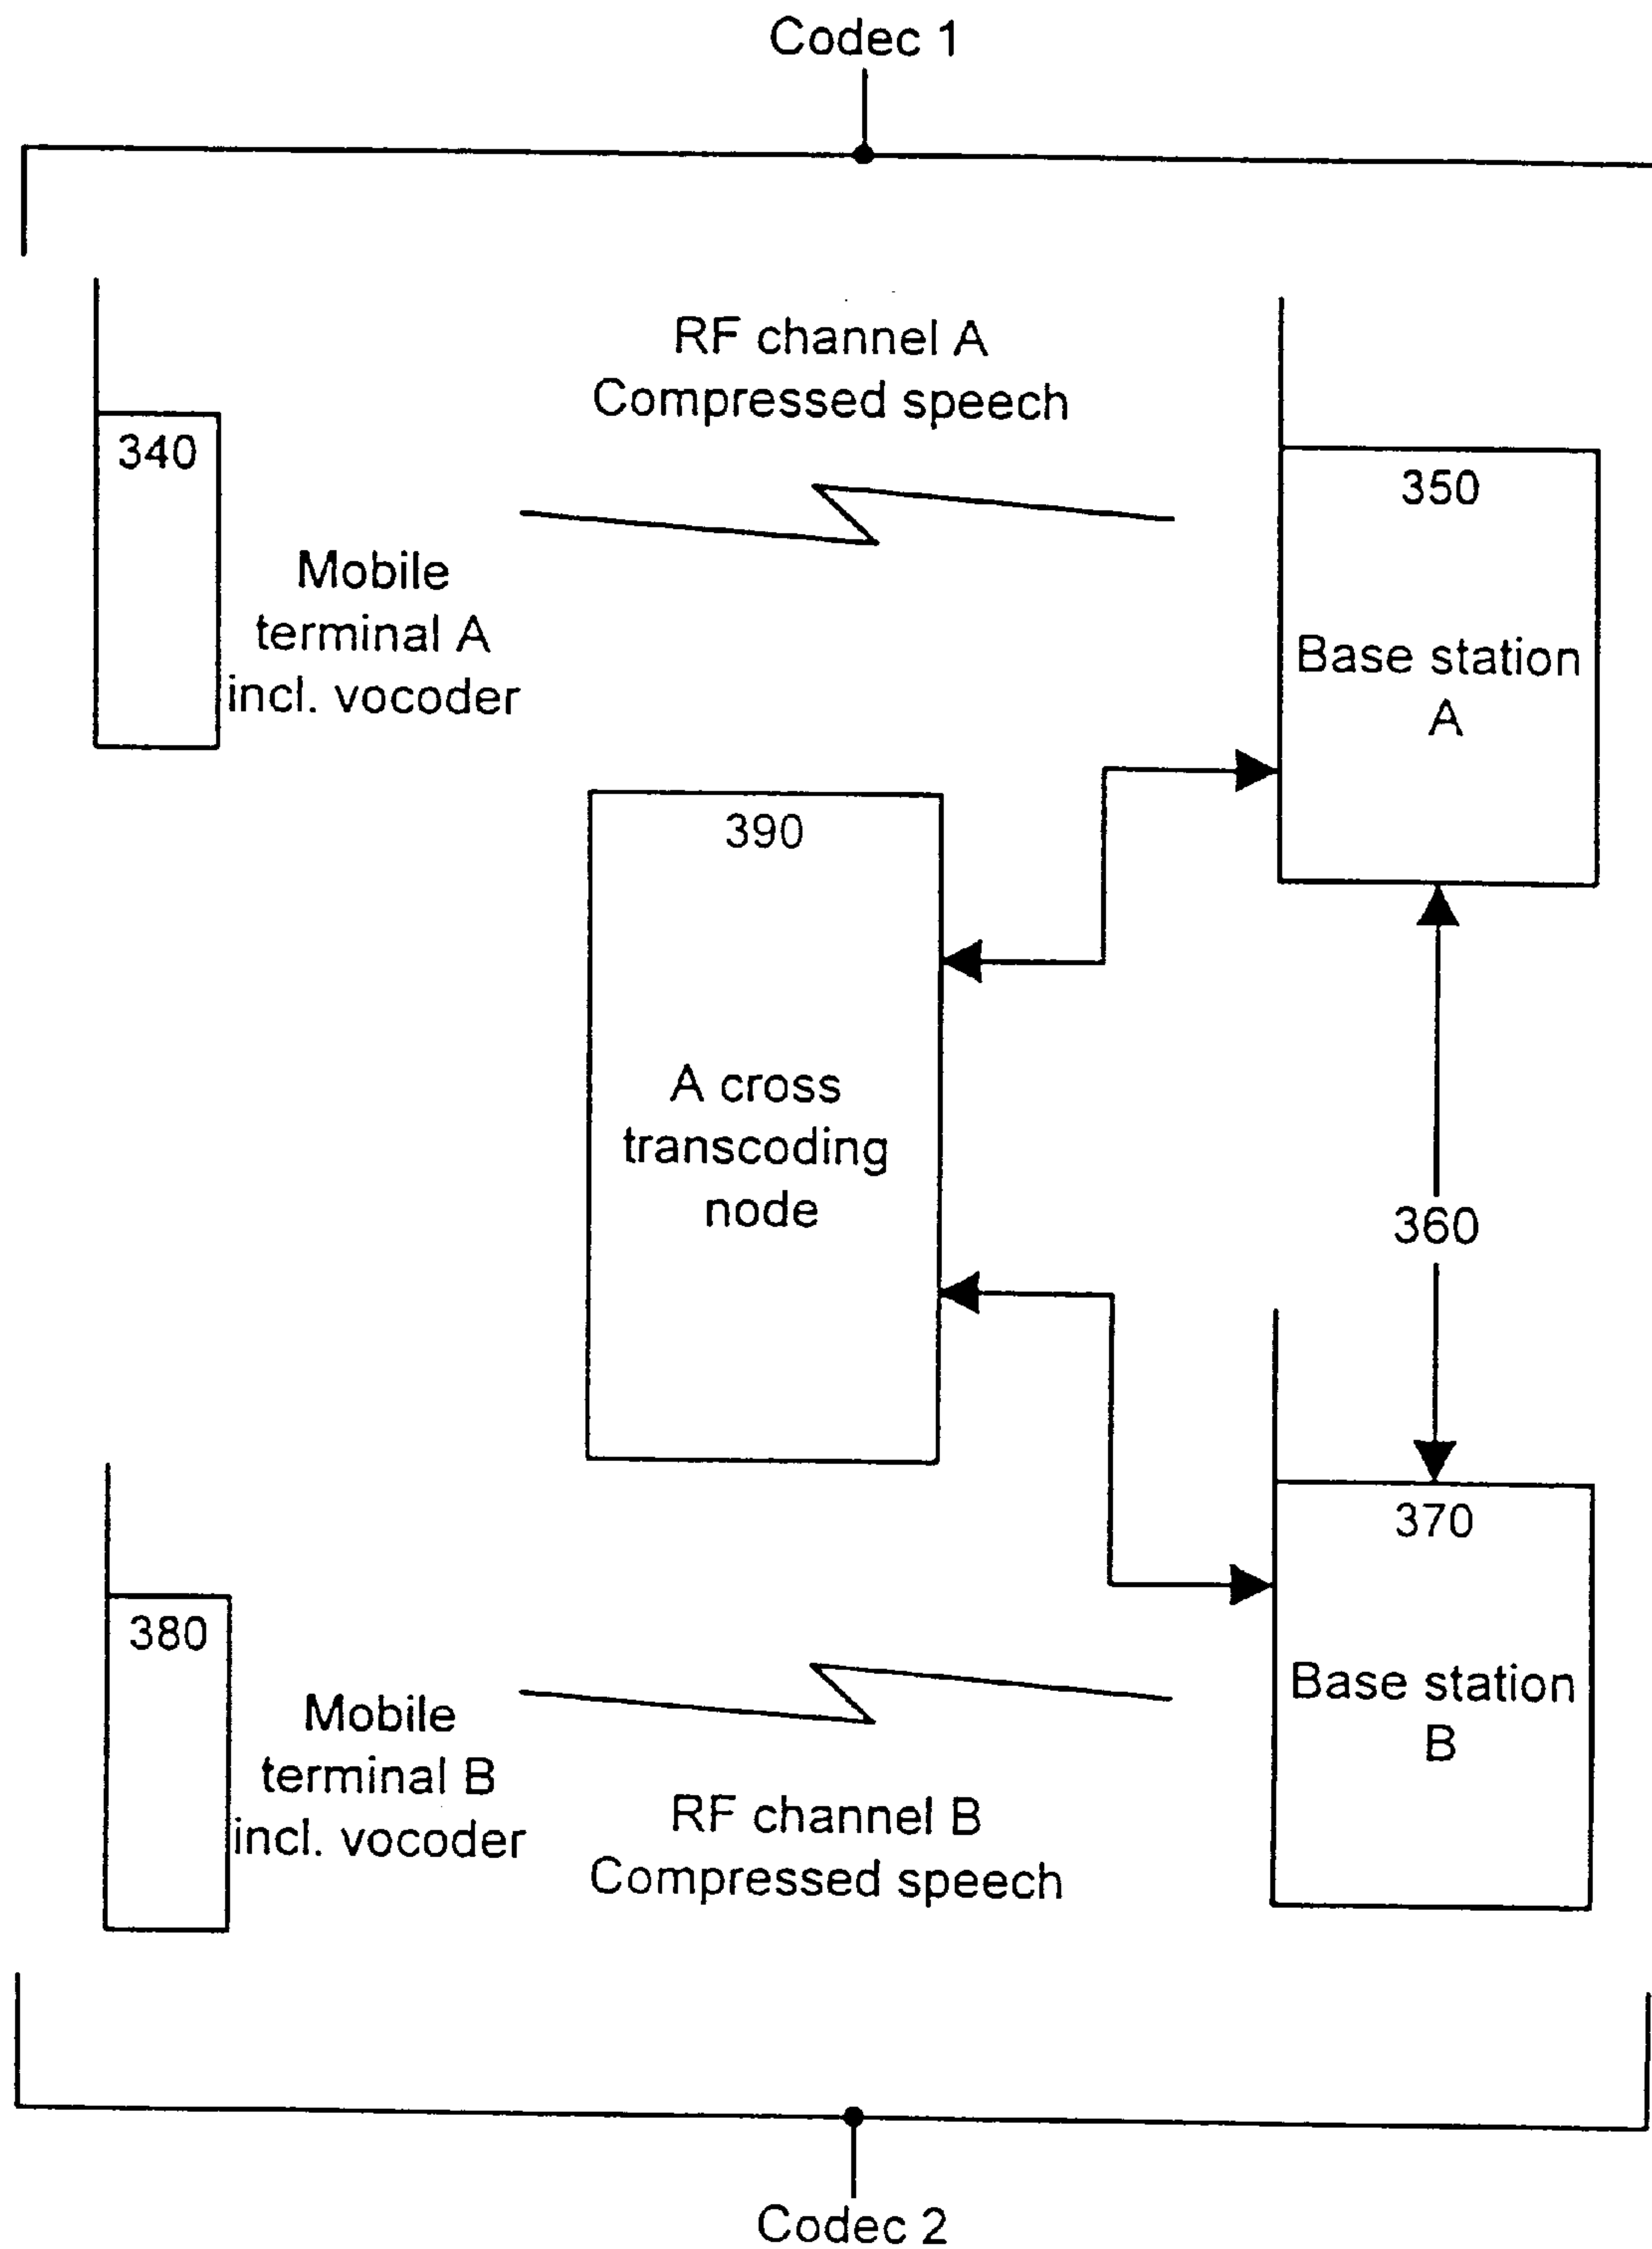 Codec 1
RF channel A
Compressed speech
340
350
Mobile
terminal A
incl. vocoder
Base station
A
390
A cross
transcoding
node
360
370
380
Base station
B
Mobile
terminal B
incl. vocoder
RF channel B
Compressed speech
Codec 2